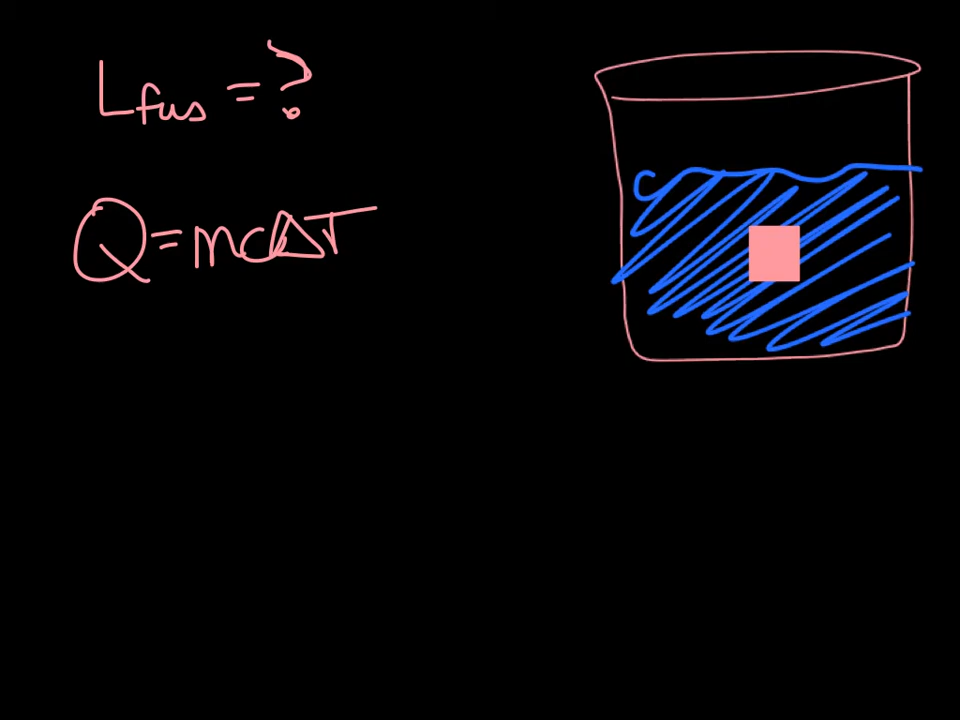 Lfus = ?
Q = mcΔT